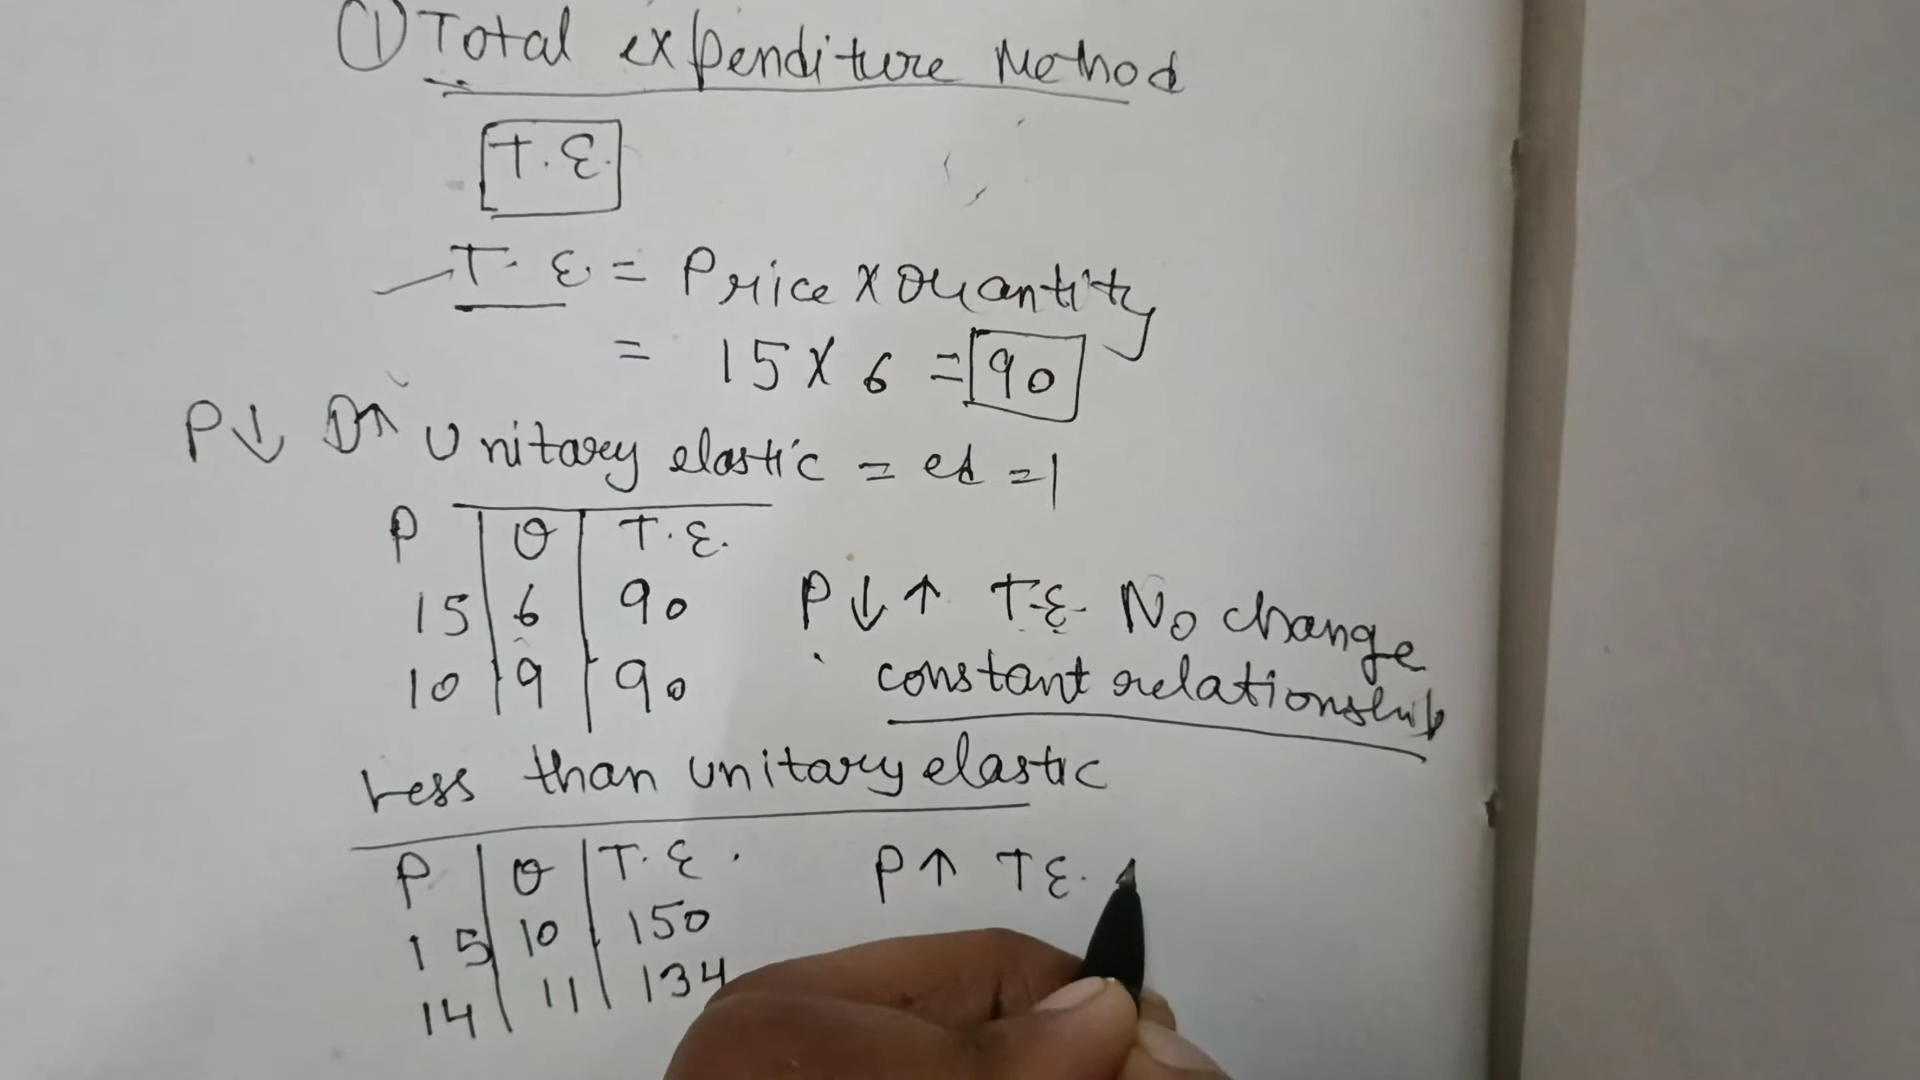 ① Total expenditure Method
T.E.
T.E = Price X Quantity
= 15 X 6 = 90
P↓ D↑ Unitary elastic = ed = 1
P Q T.E.
15 6 90
10 9 90
P↓↑ T.E. No change
constant relationship
Less than unitary elastic
P Q T.E.
15 10 150
14 11 134
P↑ T.E.